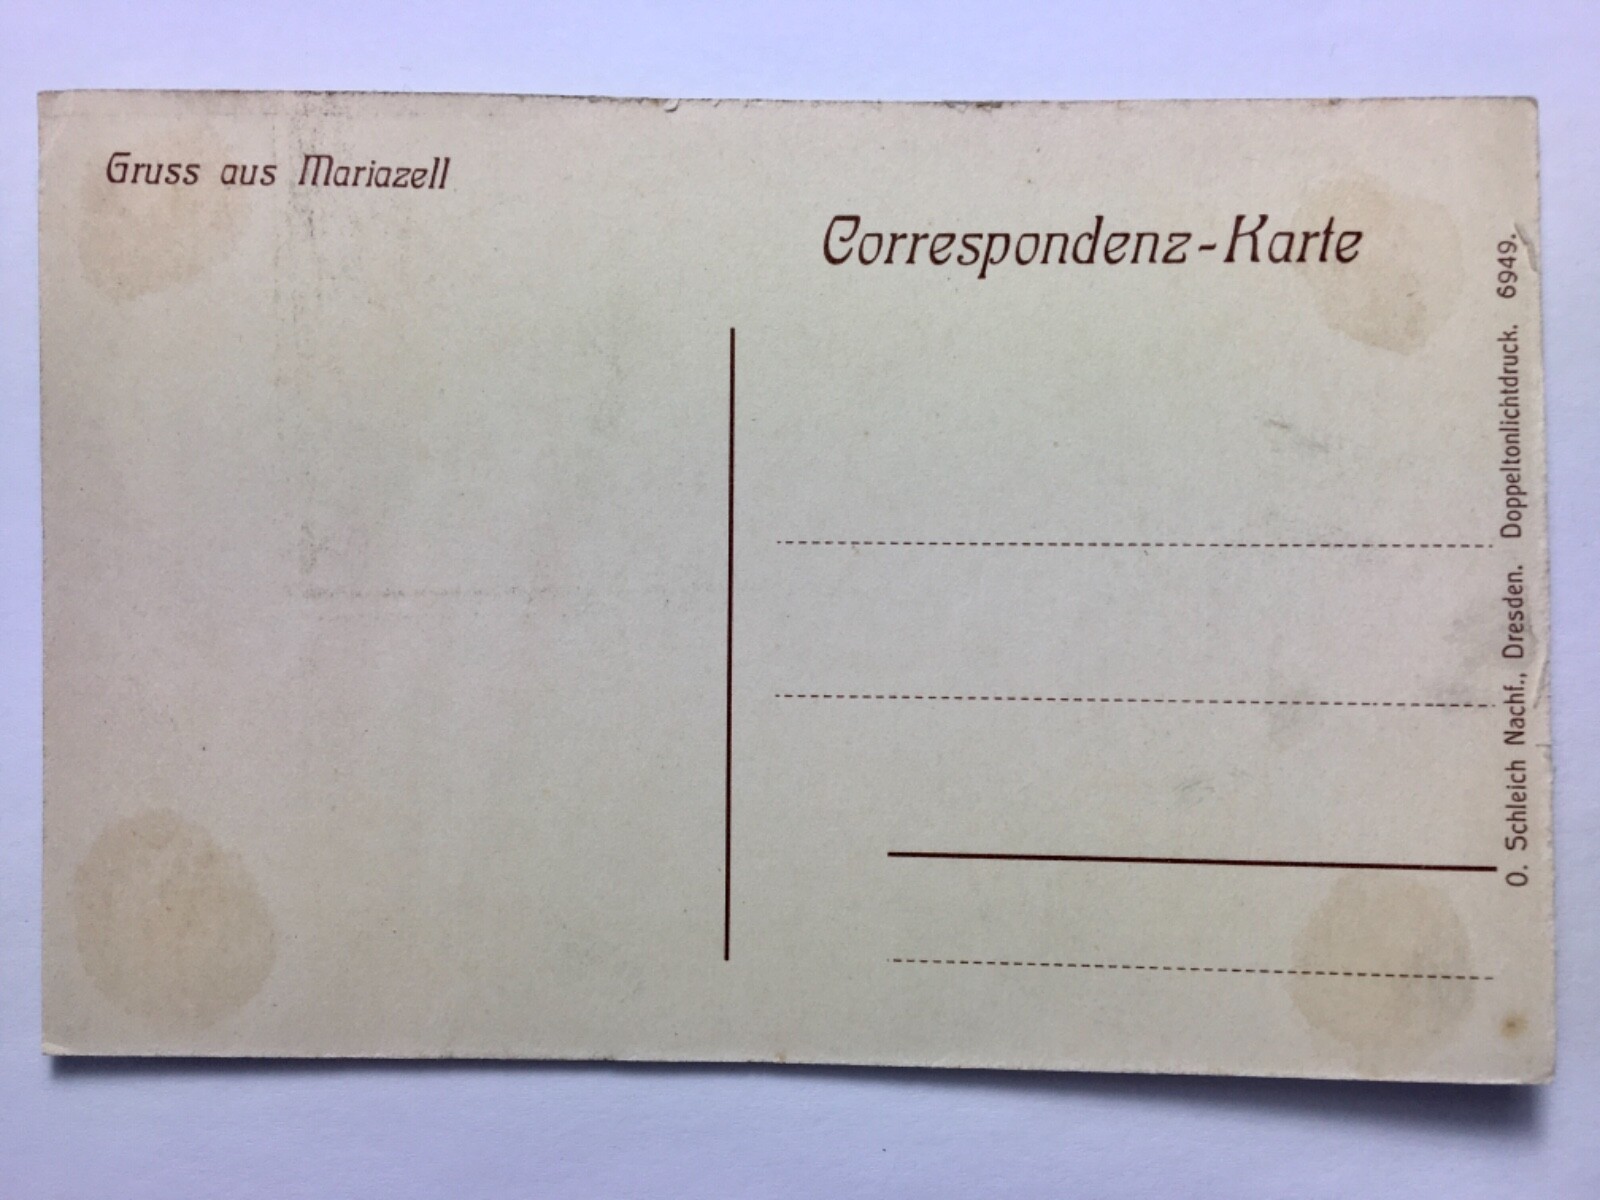 Gruss aus Mariazell
Correspondenz-Karte
O. Schleich Nachf., Dresden. Doppeltonlichtdruck. 6949.